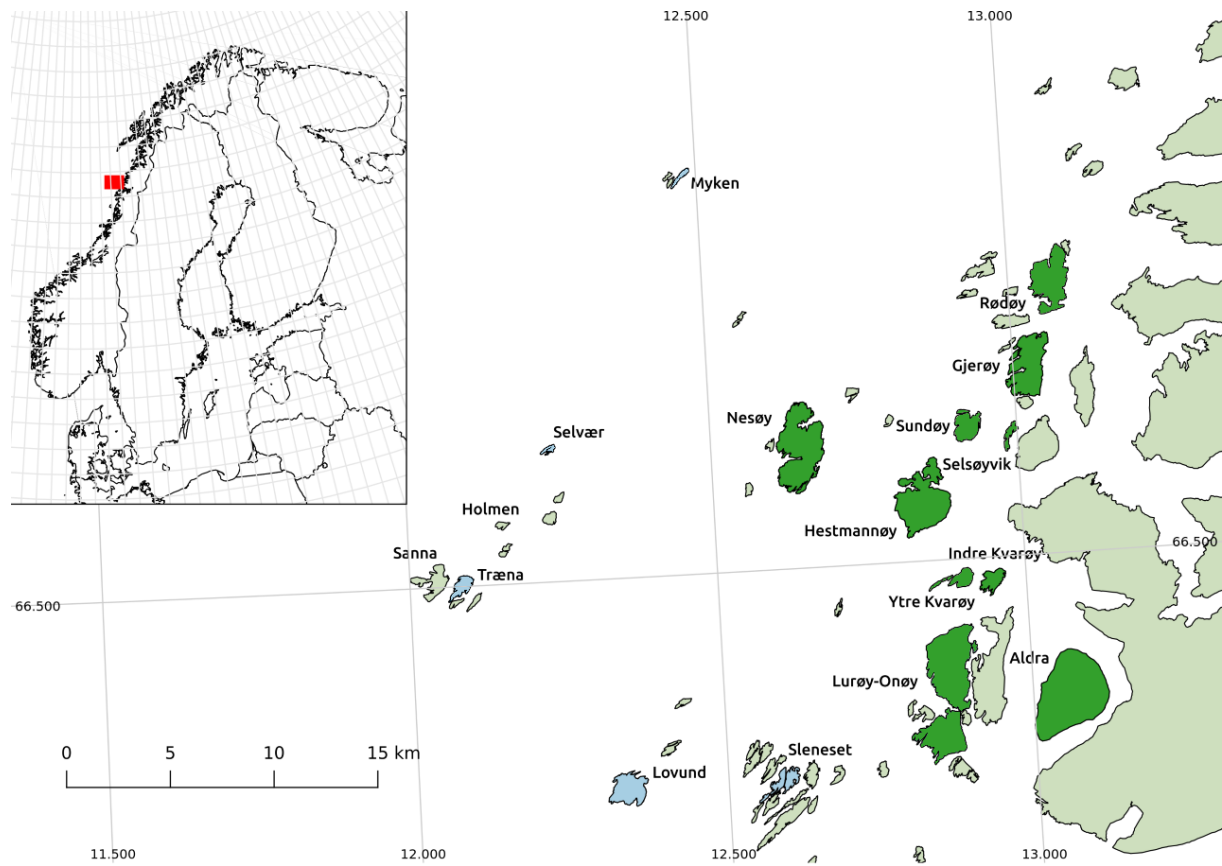 12.500
13.000
Myken
Rødøy
Gjerøy
Nesøy
Sundøy
Selvær
Selsøyvik
Holmen
Hestmannøy
66.500
Sanna
Indre Kvarøy
Træna
66.500
Ytre Kvarøy
Aldra
Lurøy-Onøy
0 5 10 15 km
Sleneset
Lovund
11.500
12.000
12.500
13.000